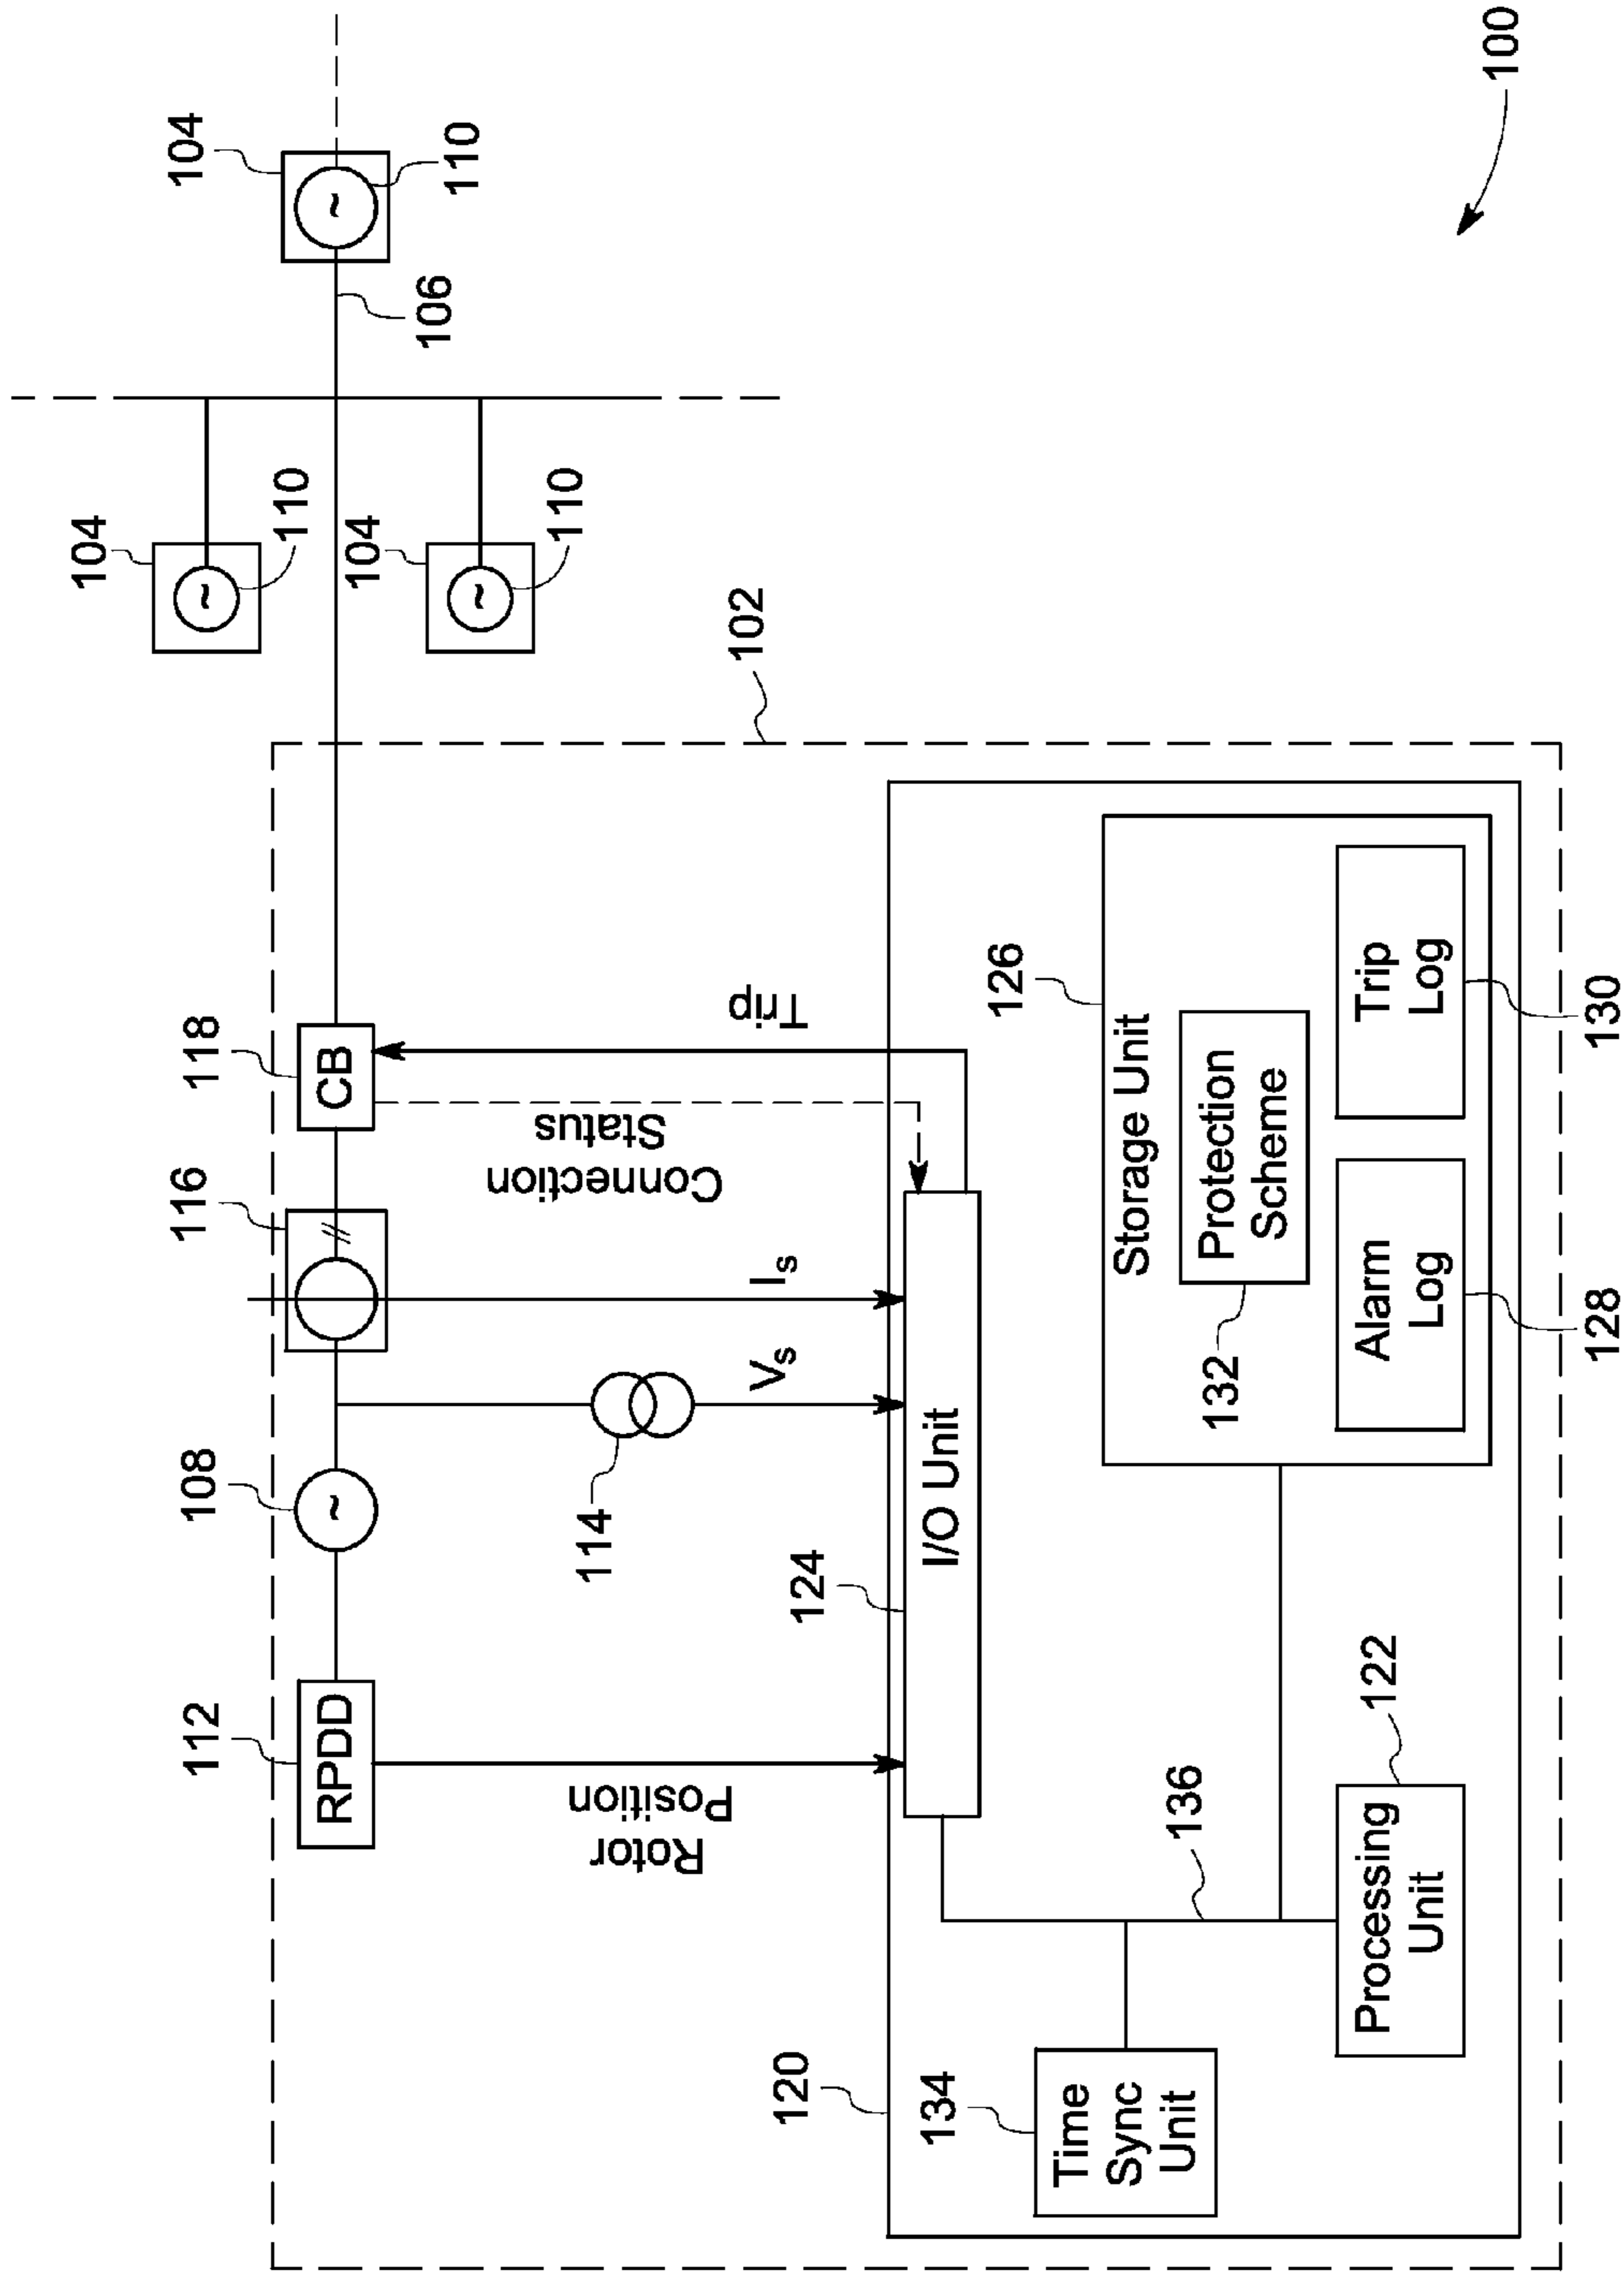 100
104
110
106
104
110
104
110
102
118
CB
Trip
Connection
Status
116
Is
Vs
114
108
~
~
~
~
112
RPDD
Rotor
Position
124
I/O Unit
126
Storage Unit
Protection
Scheme
132
Trip
Log
130
Alarm
Log
128
136
122
Processing
Unit
120
134
Time
Sync
Unit